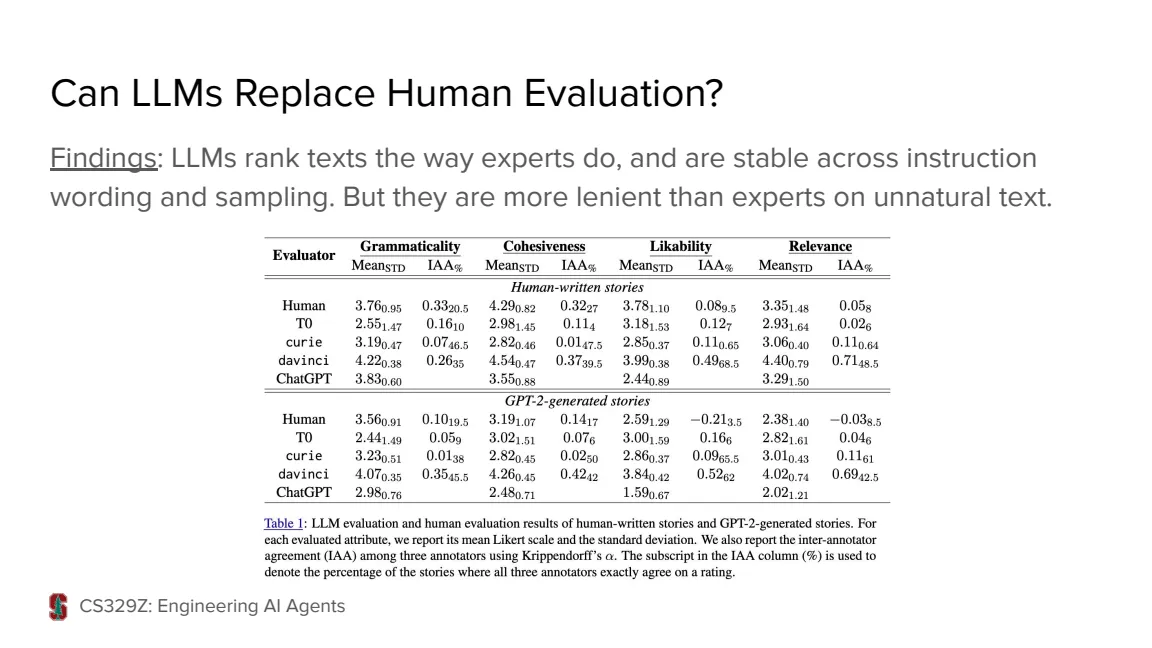 Can LLMs Replace Human Evaluation?
Findings: LLMs rank texts the way experts do, and are stable across instruction
wording and sampling. But they are more lenient than experts on unnatural text.
Evaluator Grammaticality Cohesiveness Likability Relevance
MeanSTD IAA% MeanSTD IAA% MeanSTD IAA% MeanSTD IAA%
Human-written stories
Human 3.760.95 0.3320.5 4.290.82 0.3227 3.781.10 0.089.5 3.351.48 0.058
T0 2.551.47 0.1610 2.981.45 0.114 3.181.53 0.127 2.931.64 0.026
curie 3.190.47 0.0746.5 2.820.46 0.0147.5 2.850.37 0.110.65 3.060.40 0.110.64
davinci 4.220.38 0.2635 4.540.47 0.3739.5 3.990.38 0.4968.5 4.400.79 0.7148.5
ChatGPT 3.830.60 3.550.88 2.440.89 3.291.50
GPT-2-generated stories
Human 3.560.91 0.1019.5 3.191.07 0.1417 2.591.29 −0.213.5 2.381.40 −0.038.5
T0 2.441.49 0.059 3.021.51 0.076 3.001.59 0.166 2.821.61 0.046
curie 3.230.51 0.0138 2.820.45 0.0250 2.860.37 0.0965.5 3.010.43 0.1161
davinci 4.070.35 0.3545.5 4.260.45 0.4242 3.840.42 0.5262 4.020.74 0.6942.5
ChatGPT 2.980.76 2.480.71 1.590.67 2.021.21
Table 1: LLM evaluation and human evaluation results of human-written stories and GPT-2-generated stories. For
each evaluated attribute, we report its mean Likert scale and the standard deviation. We also report the inter-annotator
agreement (IAA) among three annotators using Krippendorff's α. The subscript in the IAA column (%) is used to
denote the percentage of the stories where all three annotators exactly agree on a rating.
CS329Z: Engineering AI Agents